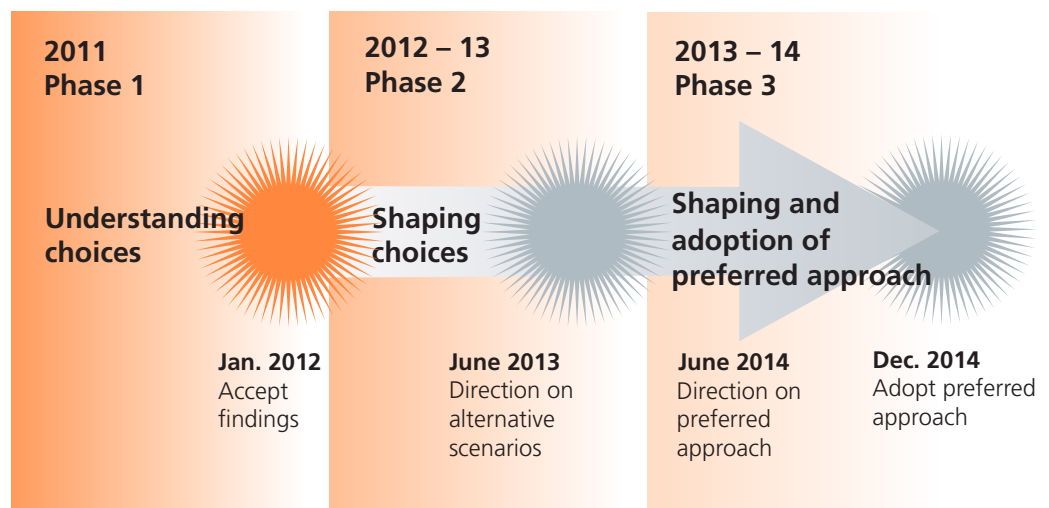 2011
Phase 1
2012 – 13
Phase 2
2013 – 14
Phase 3
Understanding
choices
Shaping
choices
Shaping and
adoption of
preferred approach
Jan. 2012
Accept
findings
June 2013
Direction on
alternative
scenarios
June 2014
Direction on
preferred
approach
Dec. 2014
Adopt preferred
approach